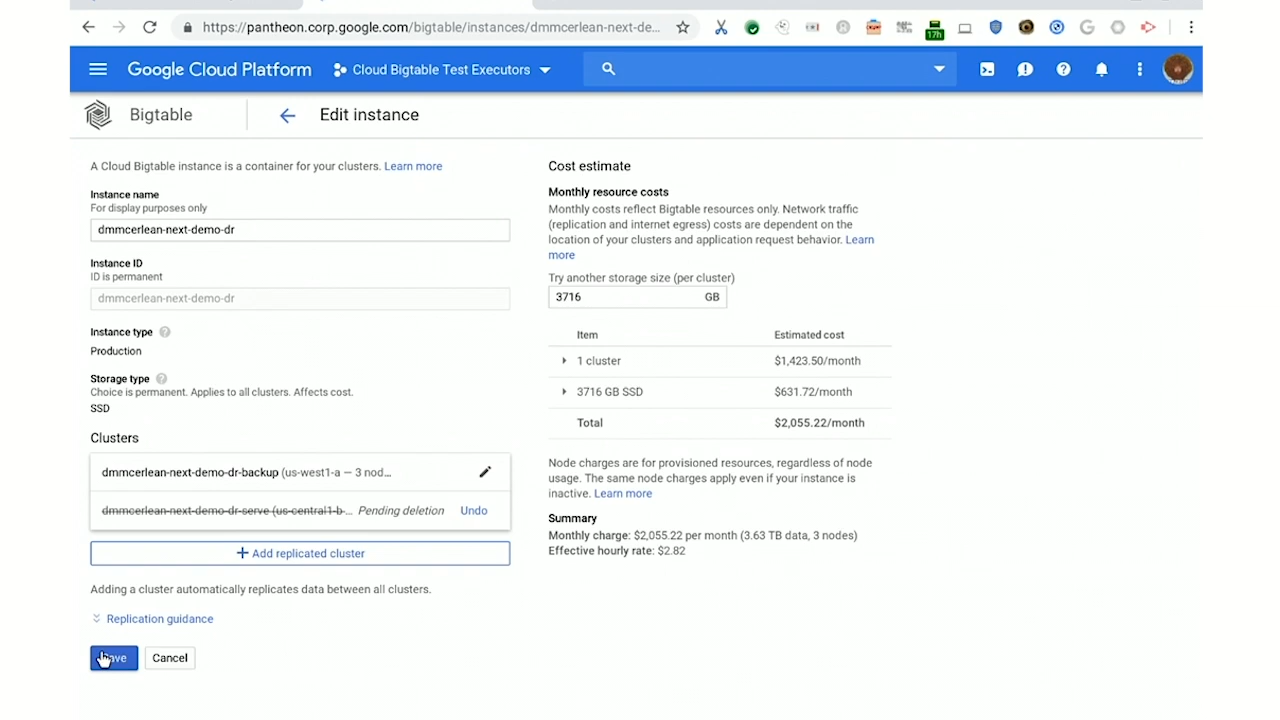 https://pantheon.corp.google.com/bigtable/instances/dmmcerlean-next-de...
17h
Google Cloud Platform
Cloud Bigtable Test Executors
Bigtable
Edit instance
A Cloud Bigtable instance is a container for your clusters. Learn more
Instance name
For display purposes only
dmmcerlean-next-demo-dr
Instance ID
ID is permanent
dmmcerlean-next-demo-dr
Instance type
Production
Storage type
Choice is permanent. Applies to all clusters. Affects cost.
SSD
Clusters
dmmcerlean-next-demo-dr-backup (us-west1-a — 3 nod...
dmmcerlean-next-demo-dr-serve (us-central1-b... Pending deletion Undo
Add replicated cluster
Adding a cluster automatically replicates data between all clusters.
Replication guidance
Cancel
Cost estimate
Monthly resource costs
Monthly costs reflect Bigtable resources only. Network traffic
(replication and internet egress) costs are dependent on the
location of your clusters and application request behavior. Learn
more
Try another storage size (per cluster)
3716 GB
Item Estimated cost
1 cluster $1,423.50/month
3716 GB SSD $631.72/month
Total $2,055.22/month
Node charges are for provisioned resources, regardless of node
usage. The same node charges apply even if your instance is
inactive. Learn more
Summary
Monthly charge: $2,055.22 per month (3.63 TB data, 3 nodes)
Effective hourly rate: $2.82